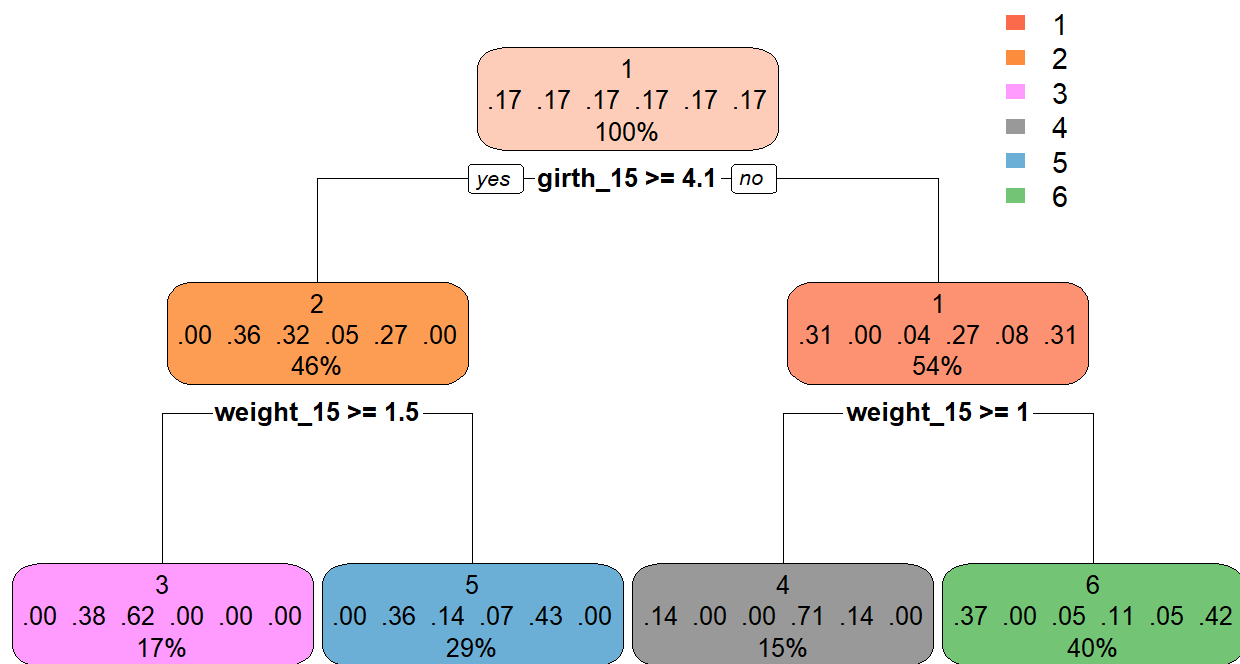 1
2
3
4
5
6
1
.17 .17 .17 .17 .17 .17
100%
yes girth_15 >= 4.1 no
2
.00 .36 .32 .05 .27 .00
46%
1
.31 .00 .04 .27 .08 .31
54%
weight_15 >= 1.5
weight_15 >= 1
3
.00 .38 .62 .00 .00 .00
17%
5
.00 .36 .14 .07 .43 .00
29%
4
.14 .00 .00 .71 .14 .00
15%
6
.37 .00 .05 .11 .05 .42
40%